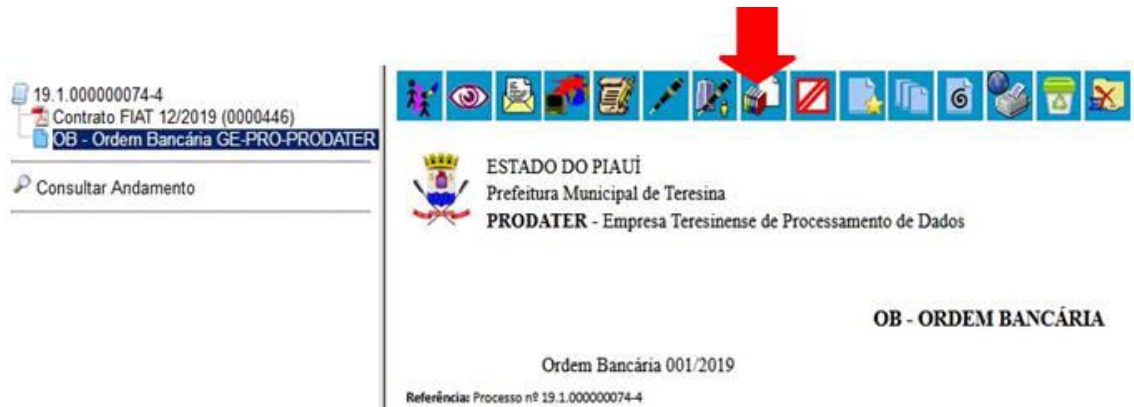 19.1.000000074-4
Contrato FIAT 12/2019 (0000446)
OB - Ordem Bancária GE-PRO-PRODATER
Consultar Andamento
ESTADO DO PIAUÍ
Prefeitura Municipal de Teresina
PRODATER - Empresa Teresinense de Processamento de Dados
OB - ORDEM BANCÁRIA
Ordem Bancária 001/2019
Referência: Processo nº 19.1.000000074-4